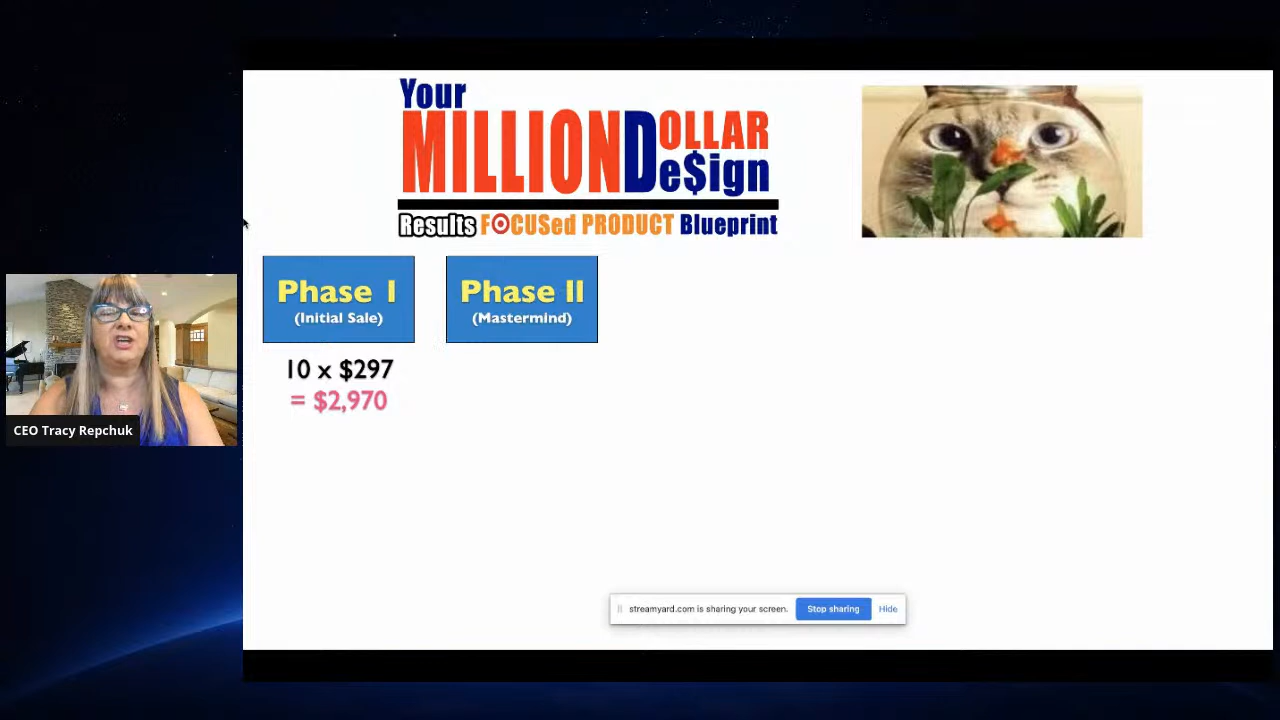 Your
MILLION DOLLAR
De$ign
Results FOCUSed PRODUCT Blueprint
Phase I
(Initial Sale)
Phase II
(Mastermind)
10 x $297
= $2,970
CEO Tracy Repchuk
streamyard.com is sharing your screen.
Stop sharing
Hide